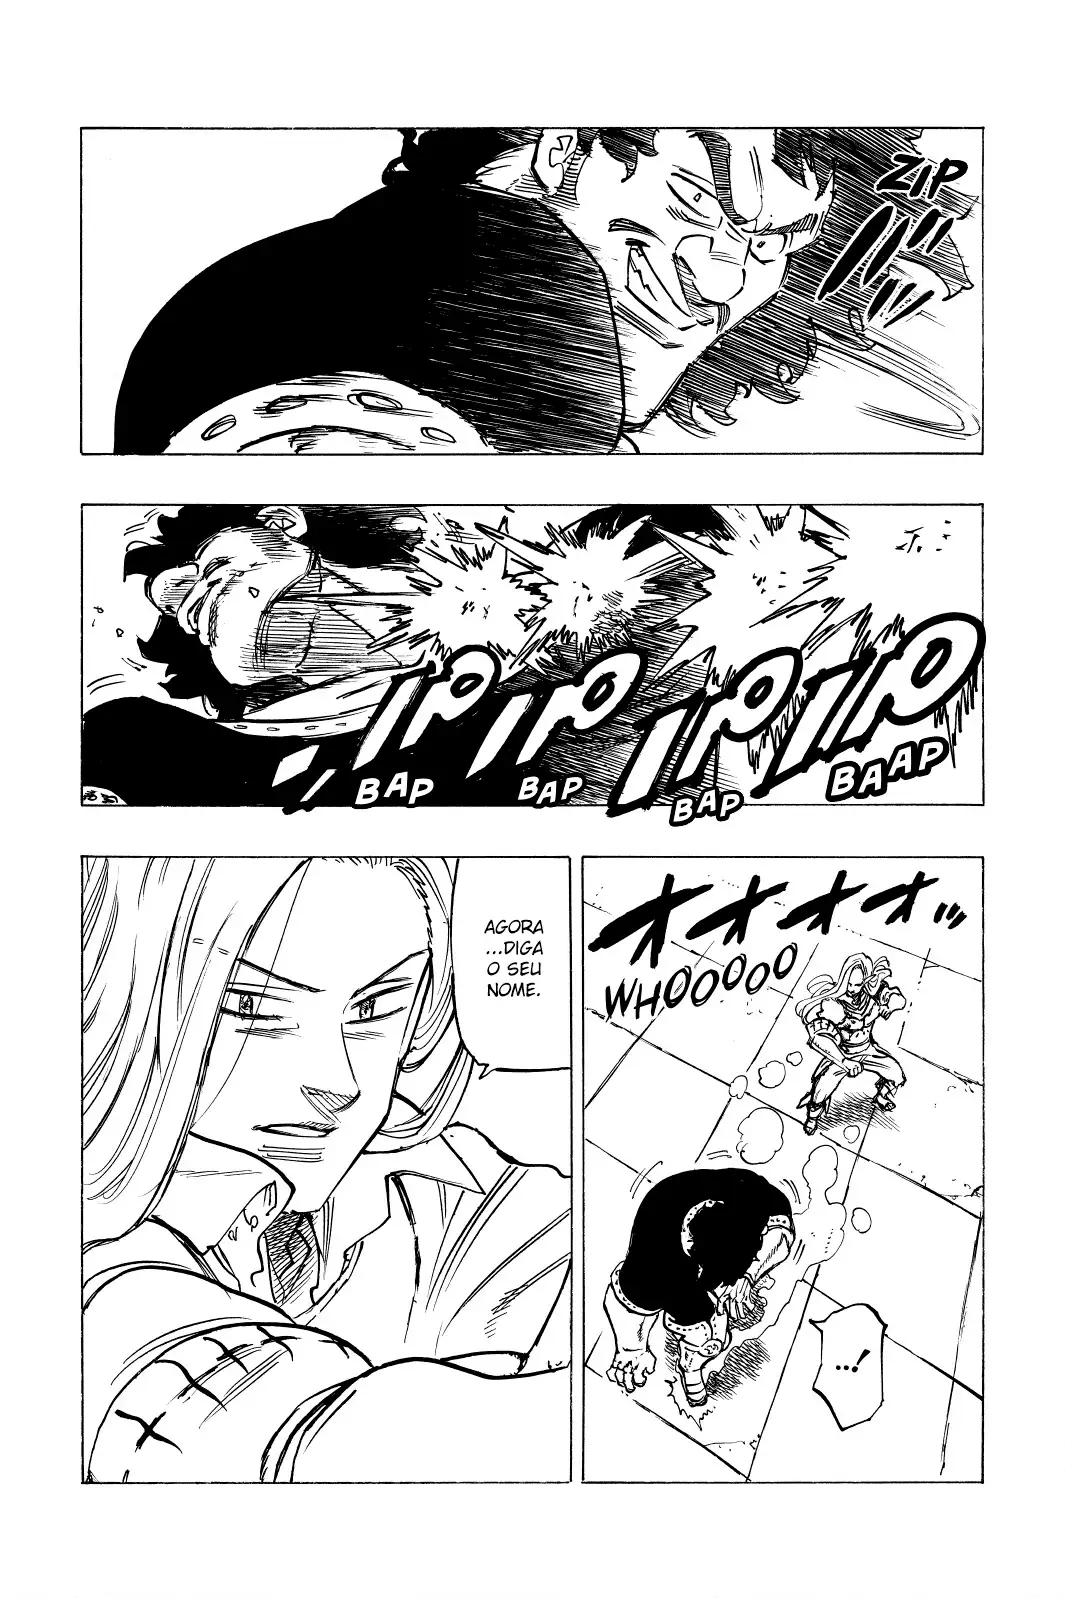 ZIP
BAP
BAP
BAP
BAAP
オオオオッ
WHOOOOO
...!
AGORA
...DIGA
O SEU
NOME.